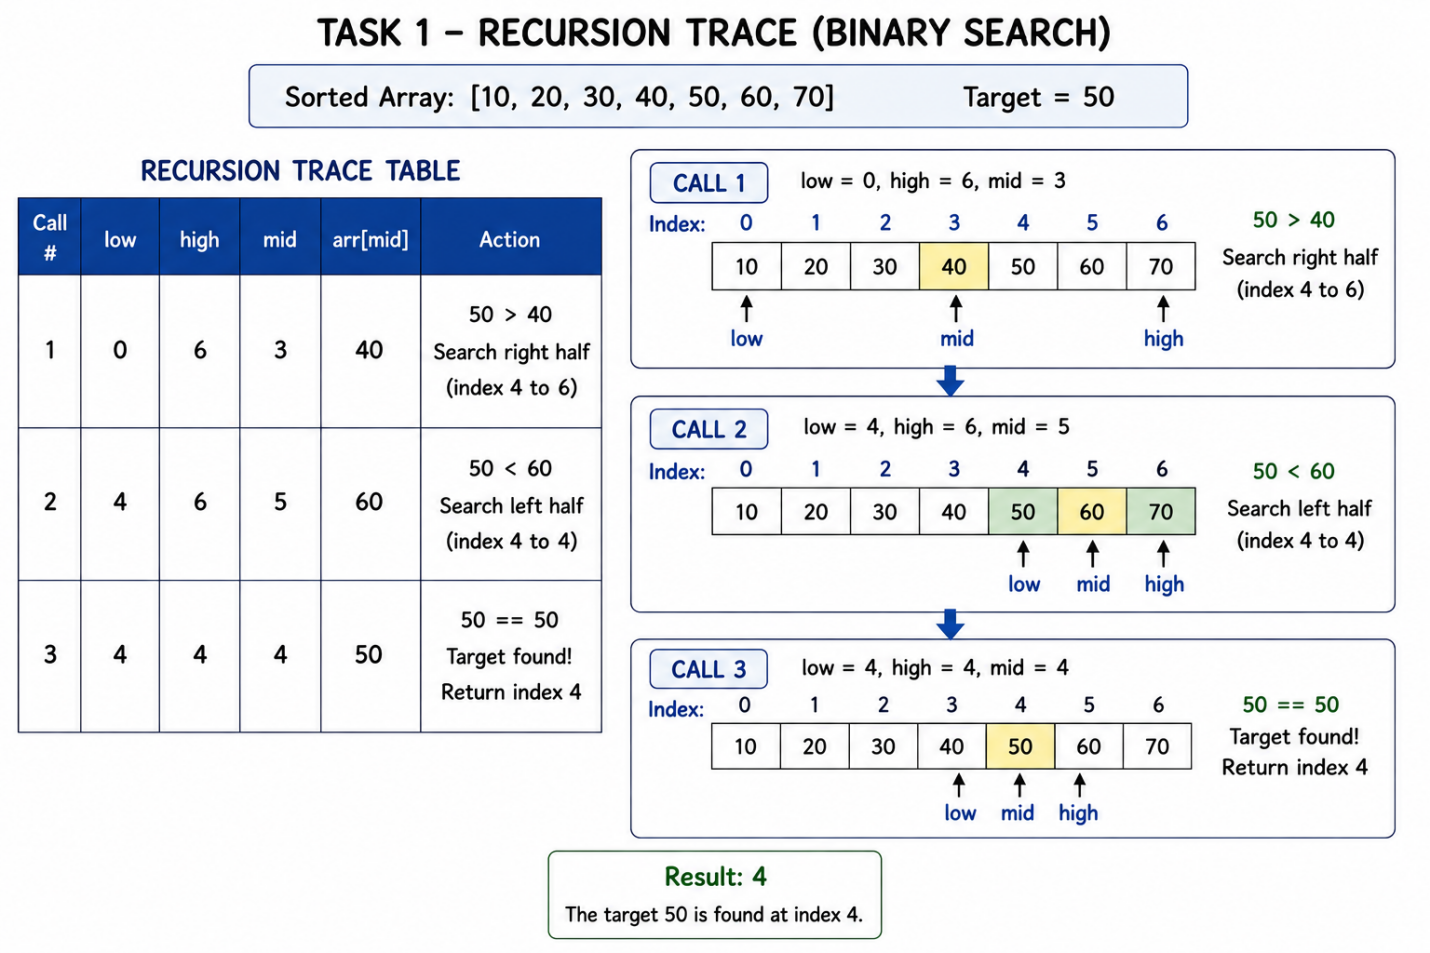 TASK 1 – RECURSION TRACE (BINARY SEARCH)
Sorted Array: [10, 20, 30, 40, 50, 60, 70] Target = 50
RECURSION TRACE TABLE
Call # low high mid arr[mid] Action
1 0 6 3 40 50 > 40
Search right half
(index 4 to 6)
2 4 6 5 60 50 < 60
Search left half
(index 4 to 4)
3 4 4 4 50 50 == 50
Target found!
Return index 4
CALL 1 low = 0, high = 6, mid = 3
Index: 0 1 2 3 4 5 6
10 20 30 40 50 60 70
low mid high
50 > 40
Search right half
(index 4 to 6)
CALL 2 low = 4, high = 6, mid = 5
Index: 0 1 2 3 4 5 6
10 20 30 40 50 60 70
low mid high
50 < 60
Search left half
(index 4 to 4)
CALL 3 low = 4, high = 4, mid = 4
Index: 0 1 2 3 4 5 6
10 20 30 40 50 60 70
low mid high
50 == 50
Target found!
Return index 4
Result: 4
The target 50 is found at index 4.